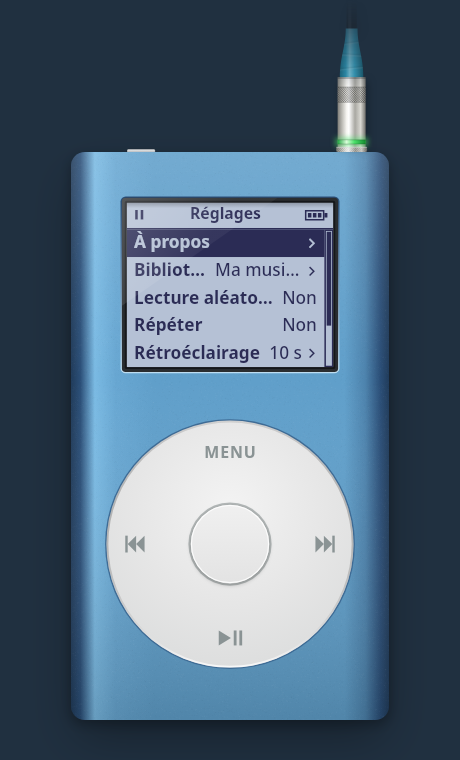 Réglages
À propos
Bibliot... Ma musi...
Lecture aléato... Non
Répéter Non
Rétroéclairage 10 s
MENU